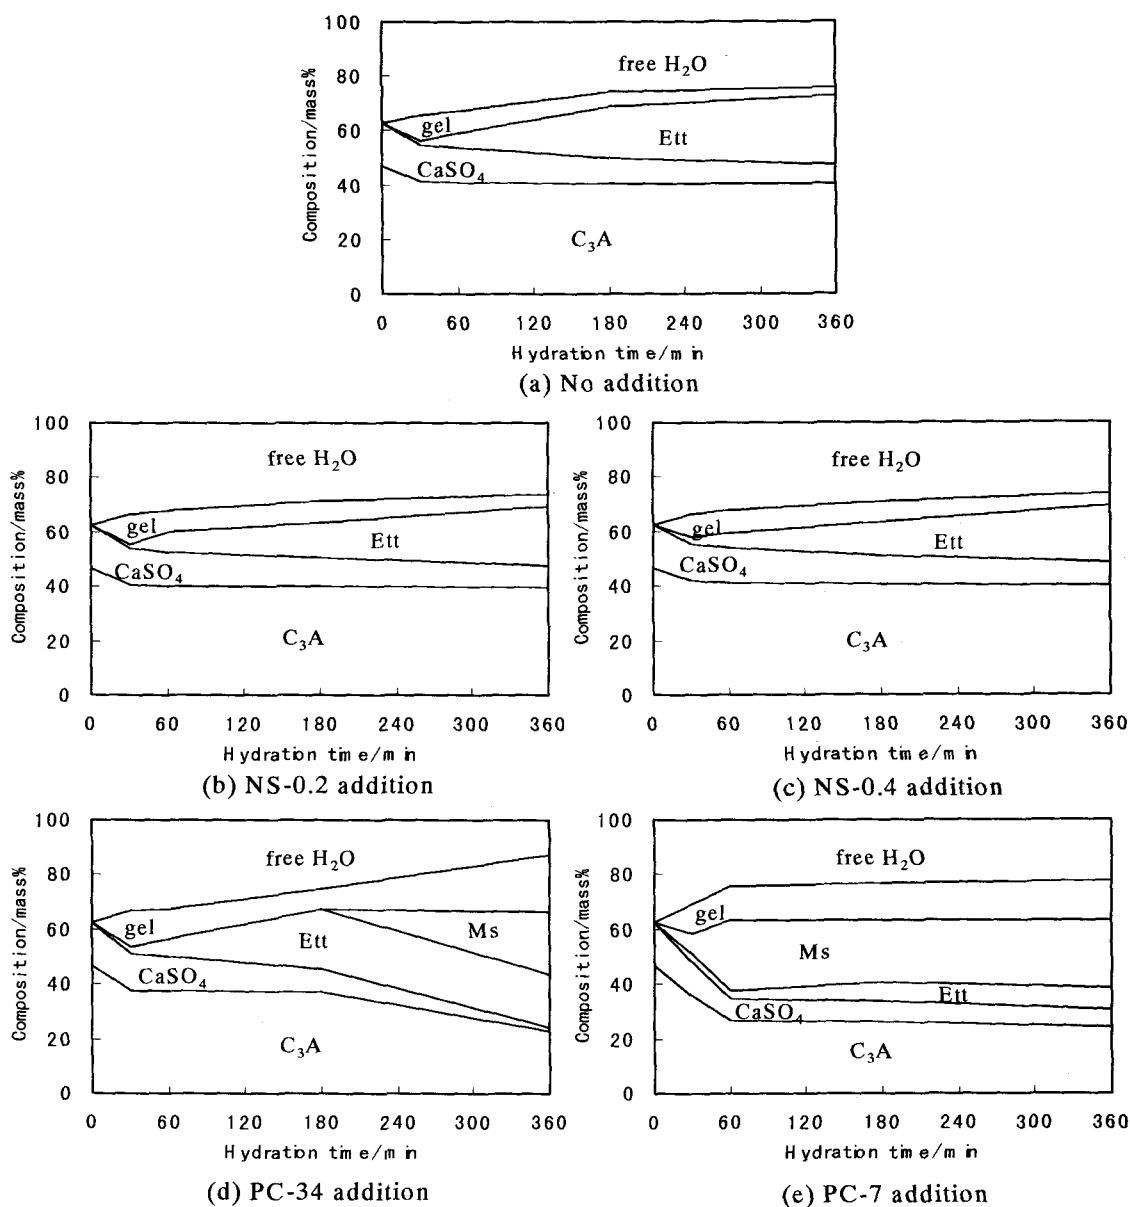 100
80
60
40
20
0
Composition/mass%
free H₂O
gel
Ett
CaSO₄
C₃A
0 60 120 180 240 300 360
Hydration time/min
(a) No addition
100
80
60
40
20
0
Composition/mass%
free H₂O
gel
Ett
CaSO₄
C₃A
0 60 120 180 240 300 360
Hydration time/min
(b) NS-0.2 addition
100
80
60
40
20
0
Composition/mass%
free H₂O
gel
Ett
CaSO₄
C₃A
0 60 120 180 240 300 360
Hydration time/min
(c) NS-0.4 addition
100
80
60
40
20
0
Composition/mass%
free H₂O
gel
Ms
Ett
CaSO₄
C₃A
0 60 120 180 240 300 360
Hydration time/min
(d) PC-34 addition
100
80
60
40
20
0
Composition/mass%
free H₂O
gel
Ms
Ett
CaSO₄
C₃A
0 60 120 180 240 300 360
Hydration time/min
(e) PC-7 addition